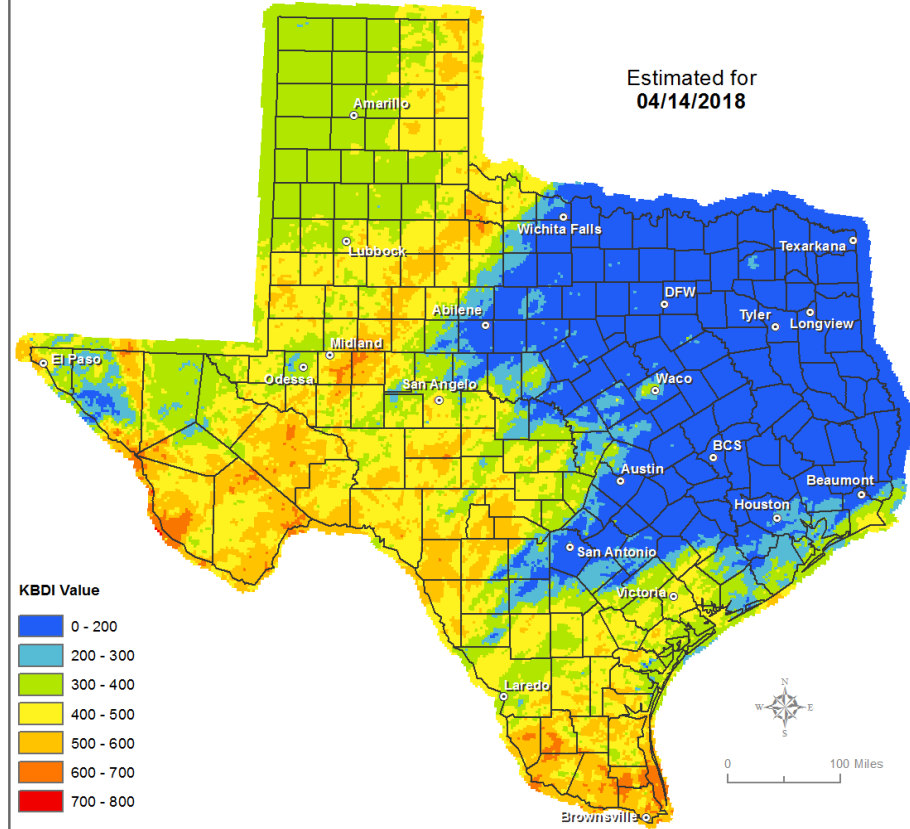 Estimated for
04/14/2018
Amarillo
Wichita Falls
Texarkana
Lubbock
DFW
Abilene
Tyler
Longview
Midland
El Paso
Odessa
San Angelo
Waco
BCS
Austin
Beaumont
Houston
San Antonio
KBDI Value
Victoria
0 - 200
200 - 300
300 - 400
Laredo
N
400 - 500
W
E
S
500 - 600
600 - 700
0
100 Miles
700 - 800
Brownsville